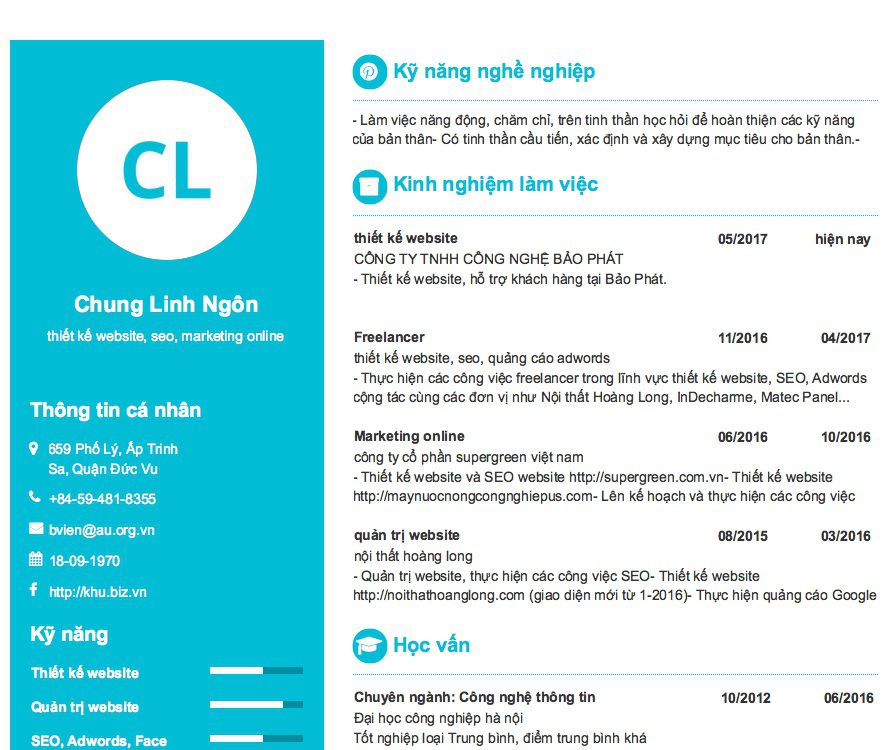 CL
Chung Linh Ngôn
thiết kế website, seo, marketing online
Thông tin cá nhân
659 Phố Lý, Ấp Trinh
Sa, Quận Đức Vu
+84-59-481-8355
bvien@au.org.vn
18-09-1970
http://khu.biz.vn
Kỹ năng
Thiết kế website
Quản trị website
SEO, Adwords, Face
Kỹ năng nghề nghiệp
- Làm việc năng động, chăm chỉ, trên tinh thần học hỏi để hoàn thiện các kỹ năng
của bản thân- Có tinh thần cầu tiến, xác định và xây dựng mục tiêu cho bản thân.-
Kinh nghiệm làm việc
thiết kế website 05/2017 hiện nay
CÔNG TY TNHH CÔNG NGHỆ BẢO PHÁT
- Thiết kế website, hỗ trợ khách hàng tại Bảo Phát.
Freelancer 11/2016 04/2017
thiết kế website, seo, quảng cáo adwords
- Thực hiện các công việc freelancer trong lĩnh vực thiết kế website, SEO, Adwords
cộng tác cùng các đơn vị như Nội thất Hoàng Long, InDecharme, Matec Panel...
Marketing online 06/2016 10/2016
công ty cổ phần supergreen việt nam
- Thiết kế website và SEO website http://supergreen.com.vn- Thiết kế website
http://maynuocnongcongnghiepus.com- Lên kế hoạch và thực hiện các công việc
quản trị website 08/2015 03/2016
nội thất hoàng long
- Quản trị website, thực hiện các công việc SEO- Thiết kế website
http://noithathoanglong.com (giao diện mới từ 1-2016)- Thực hiện quảng cáo Google
Học vấn
Chuyên ngành: Công nghệ thông tin 10/2012 06/2016
Đại học công nghiệp hà nội
Tốt nghiệp loại Trung bình, điểm trung bình khá